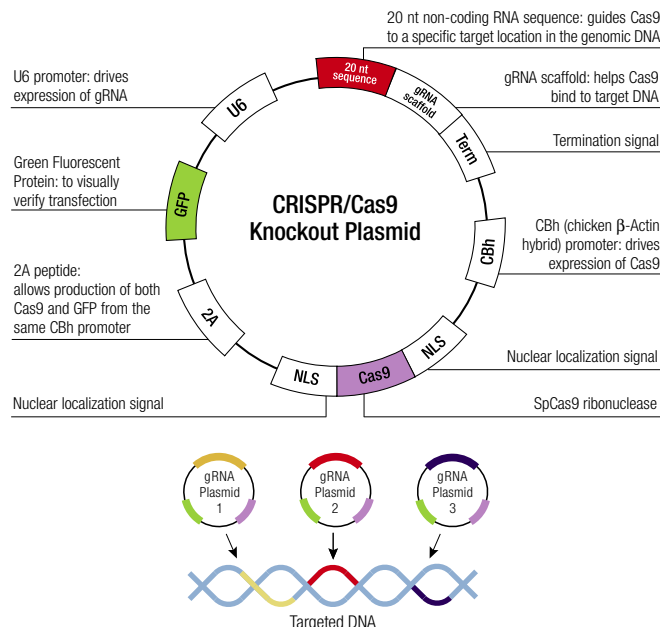 20 nt non-coding RNA sequence: guides Cas9
to a specific target location in the genomic DNA
U6 promoter: drives
expression of gRNA
gRNA scaffold: helps Cas9
bind to target DNA
Termination signal
Green Fluorescent
Protein: to visually
verify transfection
CBh (chicken β-Actin
hybrid) promoter: drives
expression of Cas9
2A peptide:
allows production of both
Cas9 and GFP from the
same CBh promoter
Nuclear localization signal
Nuclear localization signal
SpCas9 ribonuclease
20 nt
sequence
gRNA
scaffold
Term
CBh
NLS
Cas9
NLS
2A
GFP
U6
CRISPR/Cas9
Knockout Plasmid
gRNA
Plasmid
1
gRNA
Plasmid
2
gRNA
Plasmid
3
Targeted DNA